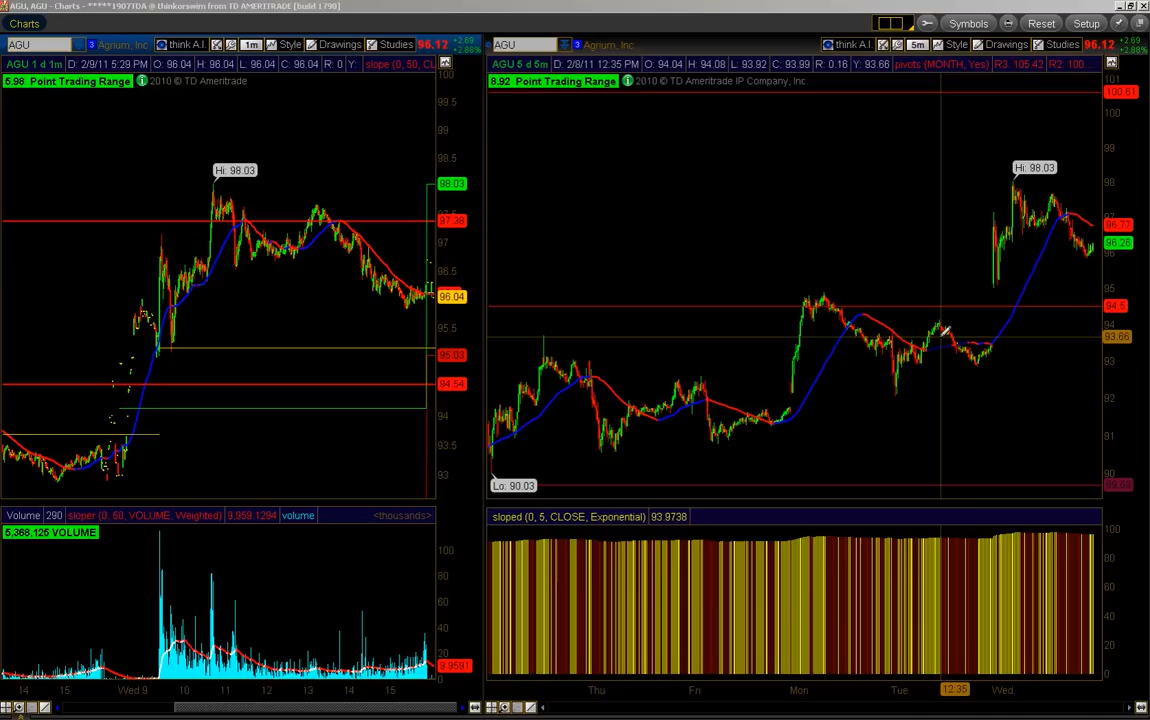 AGU, AGU - Charts - *****1907TDA @ thinkorswim from TD AMERITRADE [build 1790]
Charts
Symbols
Reset
Setup
AGU
3 Agrium, Inc
think A.I.
1m
Style
Drawings
Studies
96.12
+2.69
+2.88%
AGU 1 d 1m
D: 2/9/11 5:29 PM
O: 96.04
H: 96.04
L: 96.04
C: 96.04
R: 0
Y:
slope (0, 50, CL
5.98 Point Trading Range
2010 © TD Ameritrade
Hi: 98.03
100
99.5
99
98.5
98.03
97.38
97
96.5
96.04
95.5
95.03
94.54
94
93.5
93
Volume
290
sloper (0, 50, VOLUME, Weighted)
9,959.1294
volume
<thousands>
5,368,125 VOLUME
100
80
60
40
20
9.9591
14
15
Wed 9
10
11
12
13
14
15
AGU
3 Agrium, Inc
think A.I.
5m
Style
Drawings
Studies
96.12
+2.69
+2.88%
AGU 5 d 5m
D: 2/8/11 12:35 PM
O: 94.04
H: 94.08
L: 93.92
C: 93.99
R: 0.16
Y: 93.66
pivots (MONTH, Yes)
R3: 105.42
R2: 100...
8.92 Point Trading Range
2010 © TD Ameritrade IP Company, Inc.
Hi: 98.03
Lo: 90.03
101
100.61
100
99
98
97
96.77
96.26
96
95
94.5
94
93.66
93
92
91
90
sloped (0, 5, CLOSE, Exponential)
93.9738
100
80
60
40
20
0
Thu
Fri
Mon
Tue
12:35
Wed